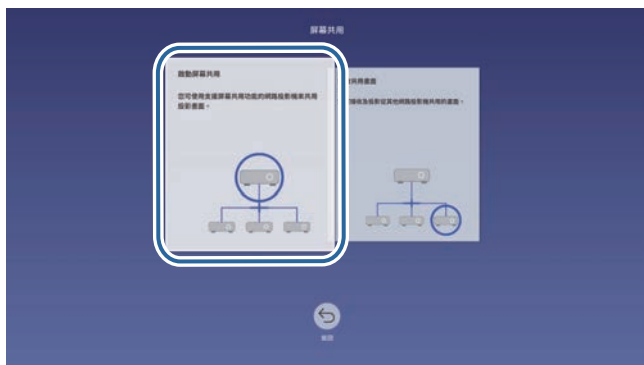 屏幕共用
啟動屏幕共用
您可使用支援屏幕共用功能的網路投影機來共用
投影畫面。
共用畫面
接收及投影從其他網路投影機共用的畫面。
返回